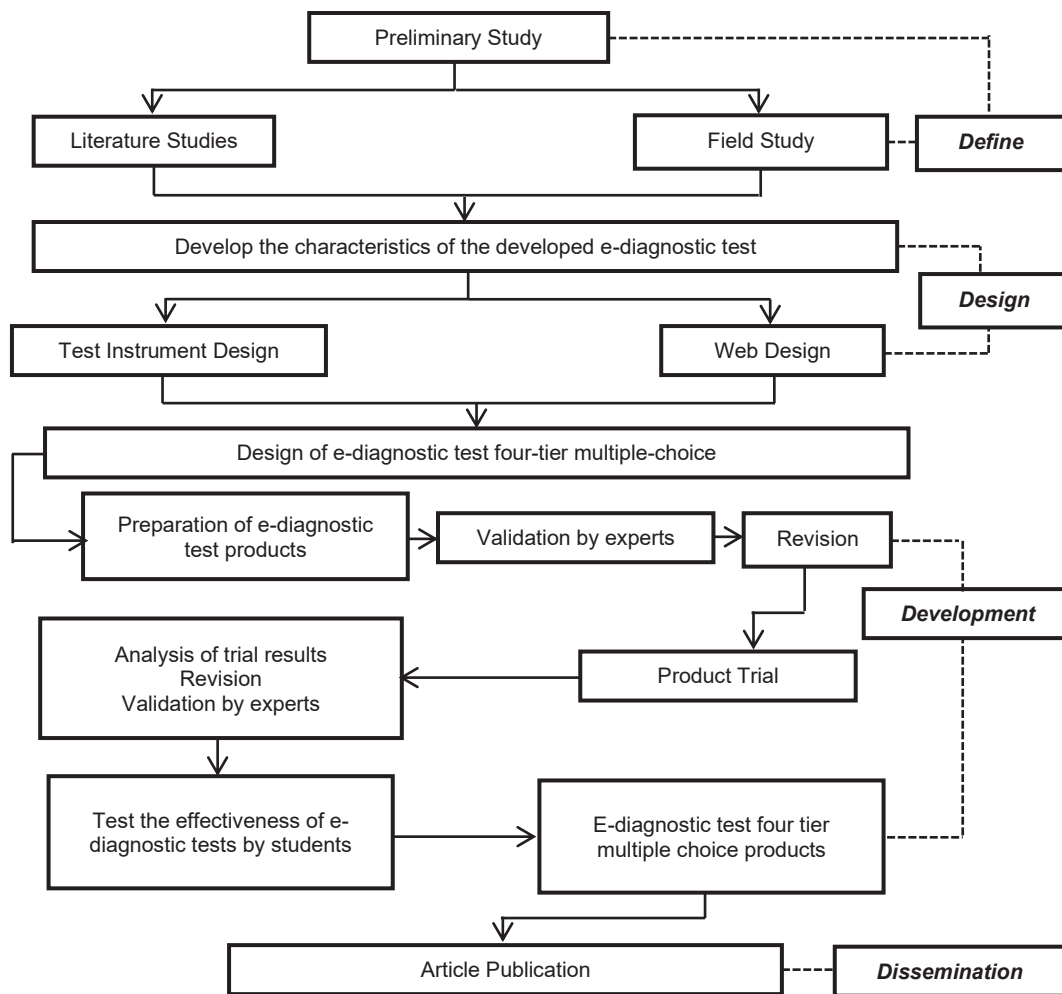 Preliminary Study
Literature Studies
Field Study
Define
Develop the characteristics of the developed e-diagnostic test
Design
Test Instrument Design
Web Design
Design of e-diagnostic test four-tier multiple-choice
Preparation of e-diagnostic
test products
Validation by experts
Revision
Development
Analysis of trial results
Revision
Validation by experts
Product Trial
Test the effectiveness of e-
diagnostic tests by students
E-diagnostic test four tier
multiple choice products
Article Publication
Dissemination